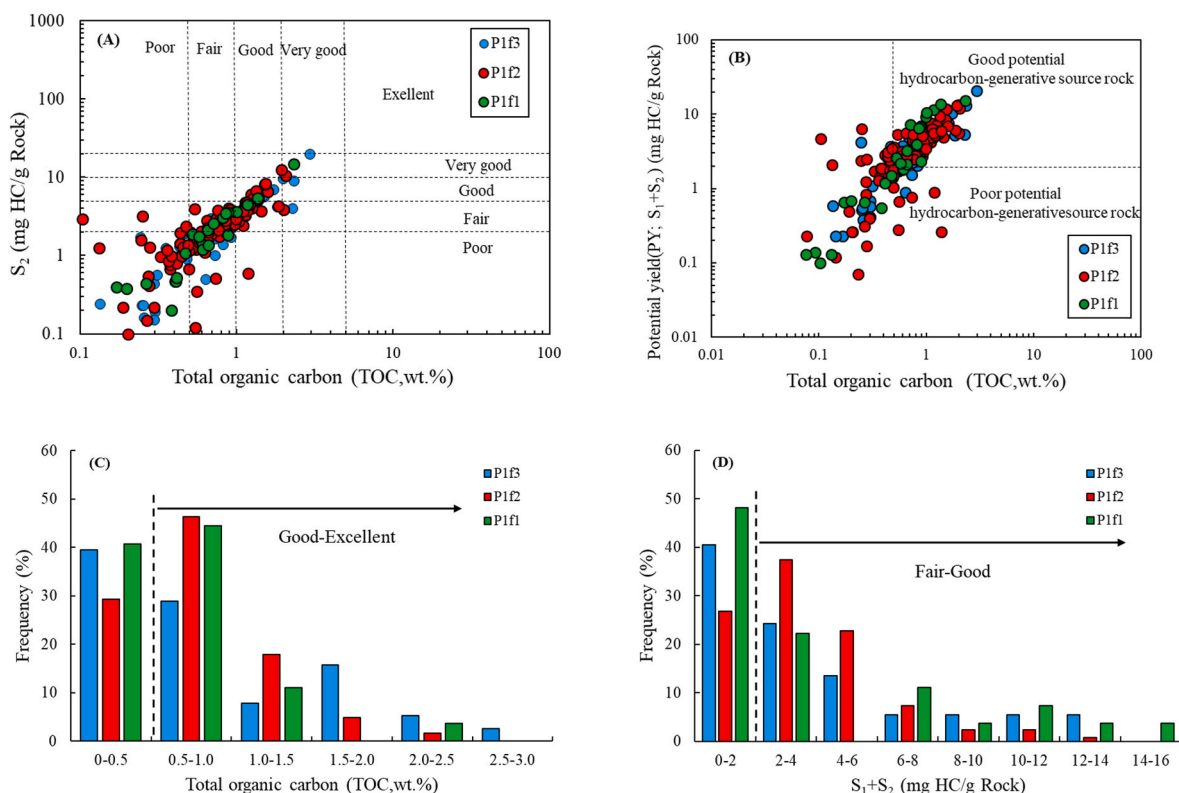 (A)
Poor
Fair
Good
Very good
Exellent
P1f3
P1f2
P1f1
Very good
Good
Fair
Poor
1000
100
10
1
0.1
S₂ (mg HC/g Rock)
0.1
1
10
100
Total organic carbon (TOC,wt.%)
(B)
Good potential
hydrocarbon-generative source rock
Poor potential
hydrocarbon-generativesource rock
P1f3
P1f2
P1f1
100
10
1
0.1
0.01
Potential yield(PY; S₁+S₂) (mg HC/g Rock)
0.01
0.1
1
10
100
Total organic carbon (TOC,wt.%)
(C)
P1f3
P1f2
P1f1
Good-Excellent
60
50
40
30
20
10
0
Frequency (%)
0-0.5
0.5-1.0
1.0-1.5
1.5-2.0
2.0-2.5
2.5-3.0
Total organic carbon (TOC,wt.%)
(D)
P1f3
P1f2
P1f1
Fair-Good
60
50
40
30
20
10
0
Frequency (%)
0-2
2-4
4-6
6-8
8-10
10-12
12-14
14-16
S₁+S₂ (mg HC/g Rock)